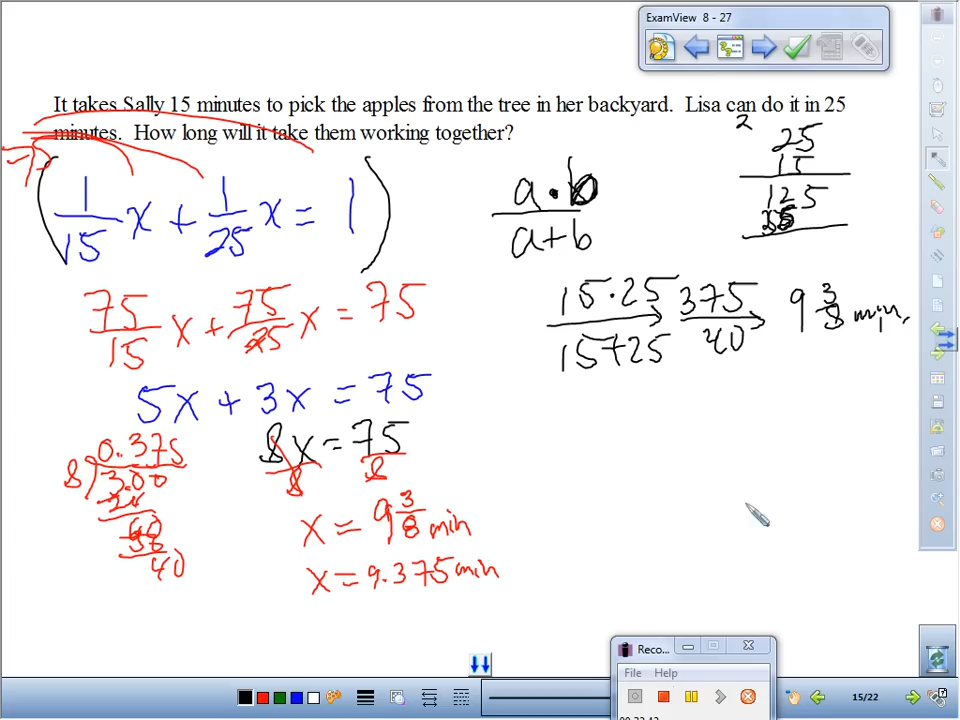 ExamView 8 - 27
It takes Sally 15 minutes to pick the apples from the tree in her backyard. Lisa can do it in 25
minutes. How long will it take them working together?
(1/15 x + 1/25 x = 1)
75/15 x + 75/25 x = 75
5x + 3x = 75
8x/8 = 75/8
x = 9 3/8 min
x = 9.375 min
0.375
8 3.00
24
60
56
40
a · b
a + b
2
25
15
125
15·25 / 15+25 → 375 / 40 → 9 3/8 min.
Reco...
File Help
15/22